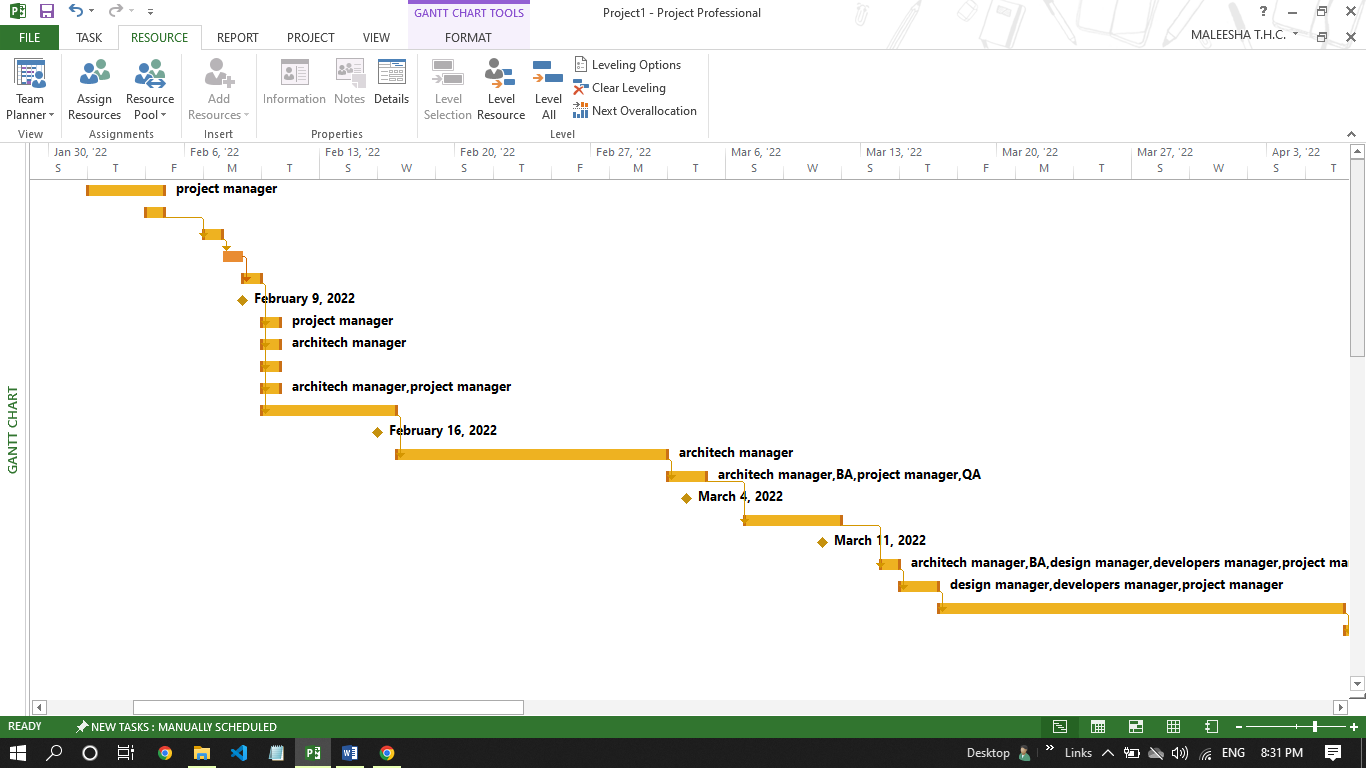 GANTT CHART TOOLS
Project1 - Project Professional
?
FILE TASK RESOURCE REPORT PROJECT VIEW FORMAT
MALEESHA T.H.C.
Team Planner
Assign Resources
Resource Pool
Add Resources
Information
Notes
Details
Level Selection
Level Resource
Level All
Leveling Options
Clear Leveling
Next Overallocation
View Assignments Insert Properties Level
Jan 30, '22 Feb 6, '22 Feb 13, '22 Feb 20, '22 Feb 27, '22 Mar 6, '22 Mar 13, '22 Mar 20, '22 Mar 27, '22 Apr 3, '22
S T F M T S W S T F M T S W S T F M T S W S T
project manager
February 9, 2022
project manager
architech manager
architech manager,project manager
February 16, 2022
architech manager
architech manager,BA,project manager,QA
March 4, 2022
March 11, 2022
architech manager,BA,design manager,developers manager,project ma
design manager,developers manager,project manager
GANTT CHART
READY NEW TASKS : MANUALLY SCHEDULED
Desktop Links ENG 8:31 PM